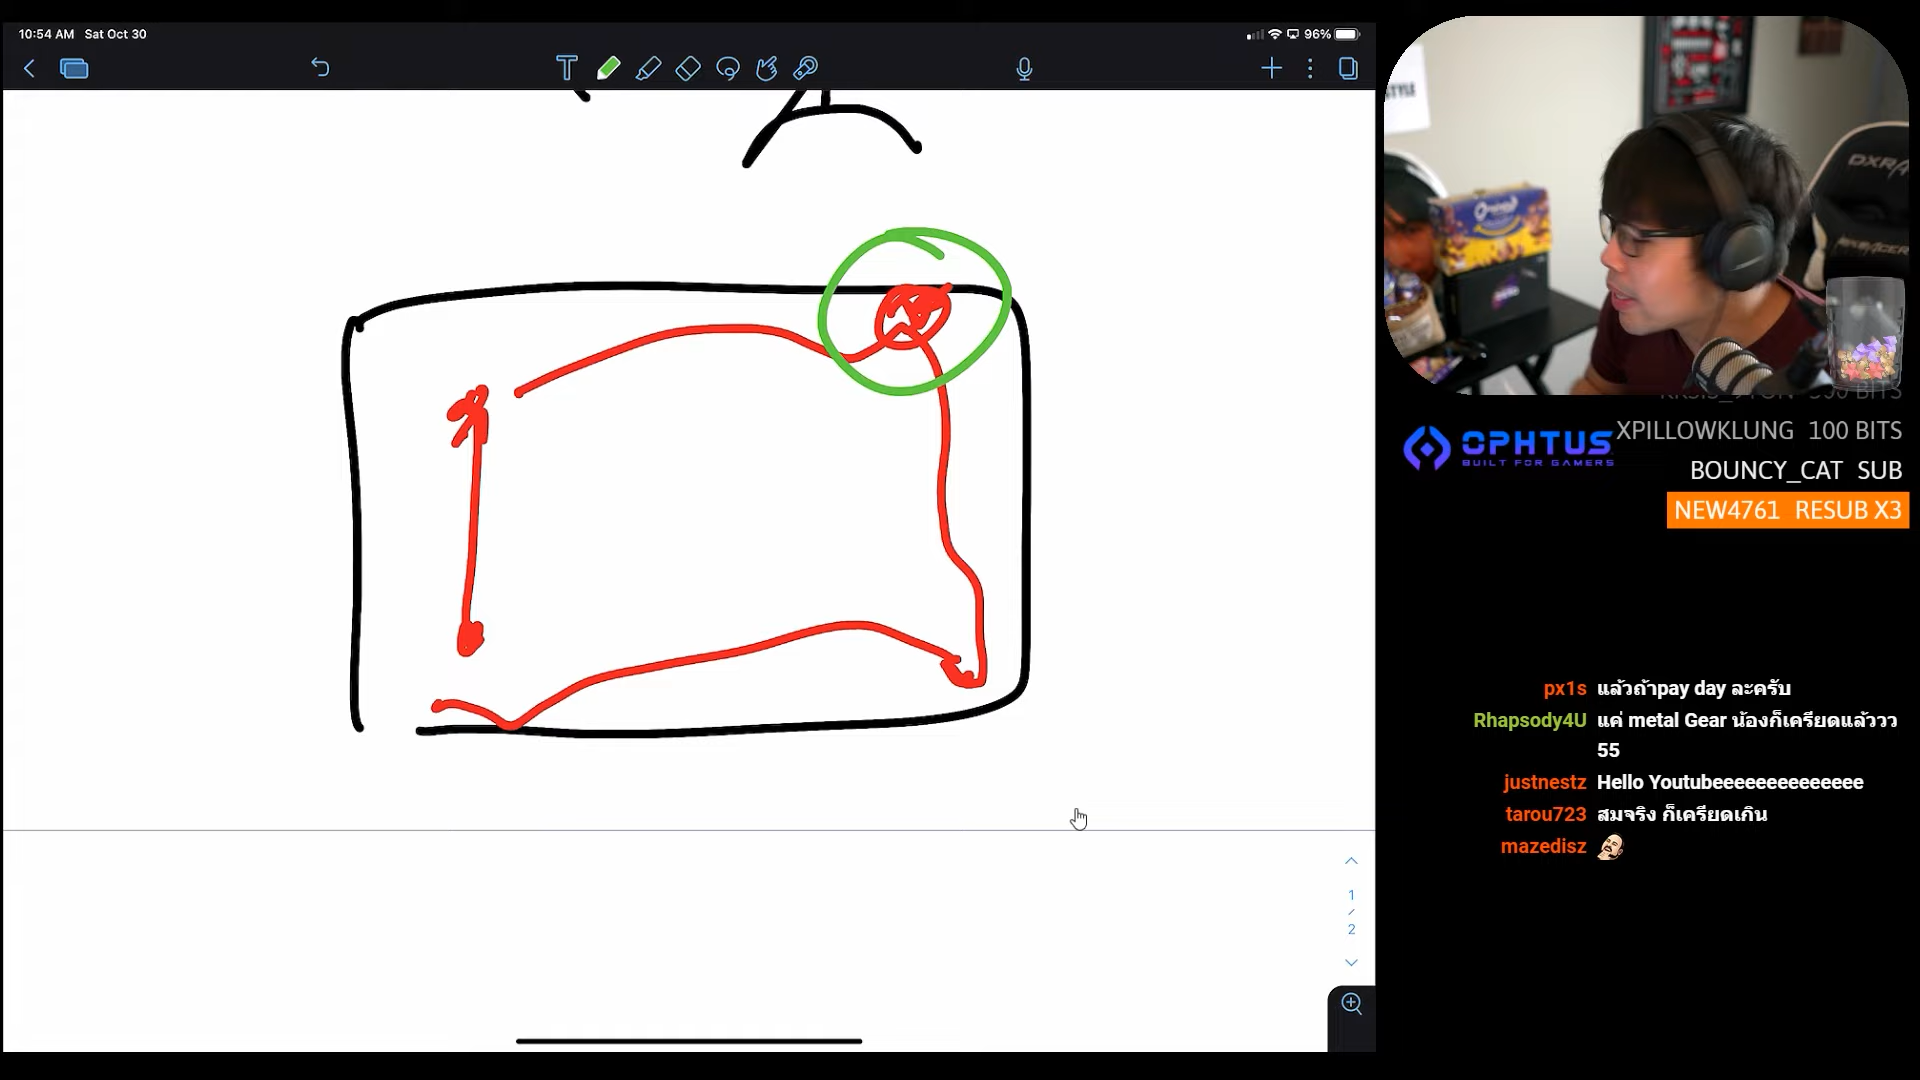 10:54 AM Sat Oct 30
96%
T
STYLE
DXRA
OPHTUS
BUILT FOR GAMERS
XPILLOWKLUNG 100 BITS
BOUNCY_CAT SUB
NEW4761 RESUB X3
px1s แล้วถ้าpay day ละครับ
Rhapsody4U แค่ metal Gear น้องก็เครียดแล้ววว
55
justnestz Hello Youtubeeeeeeeeeeeeee
tarou723 สมจริง ก็เครียดเกิน
mazedisz
1
2